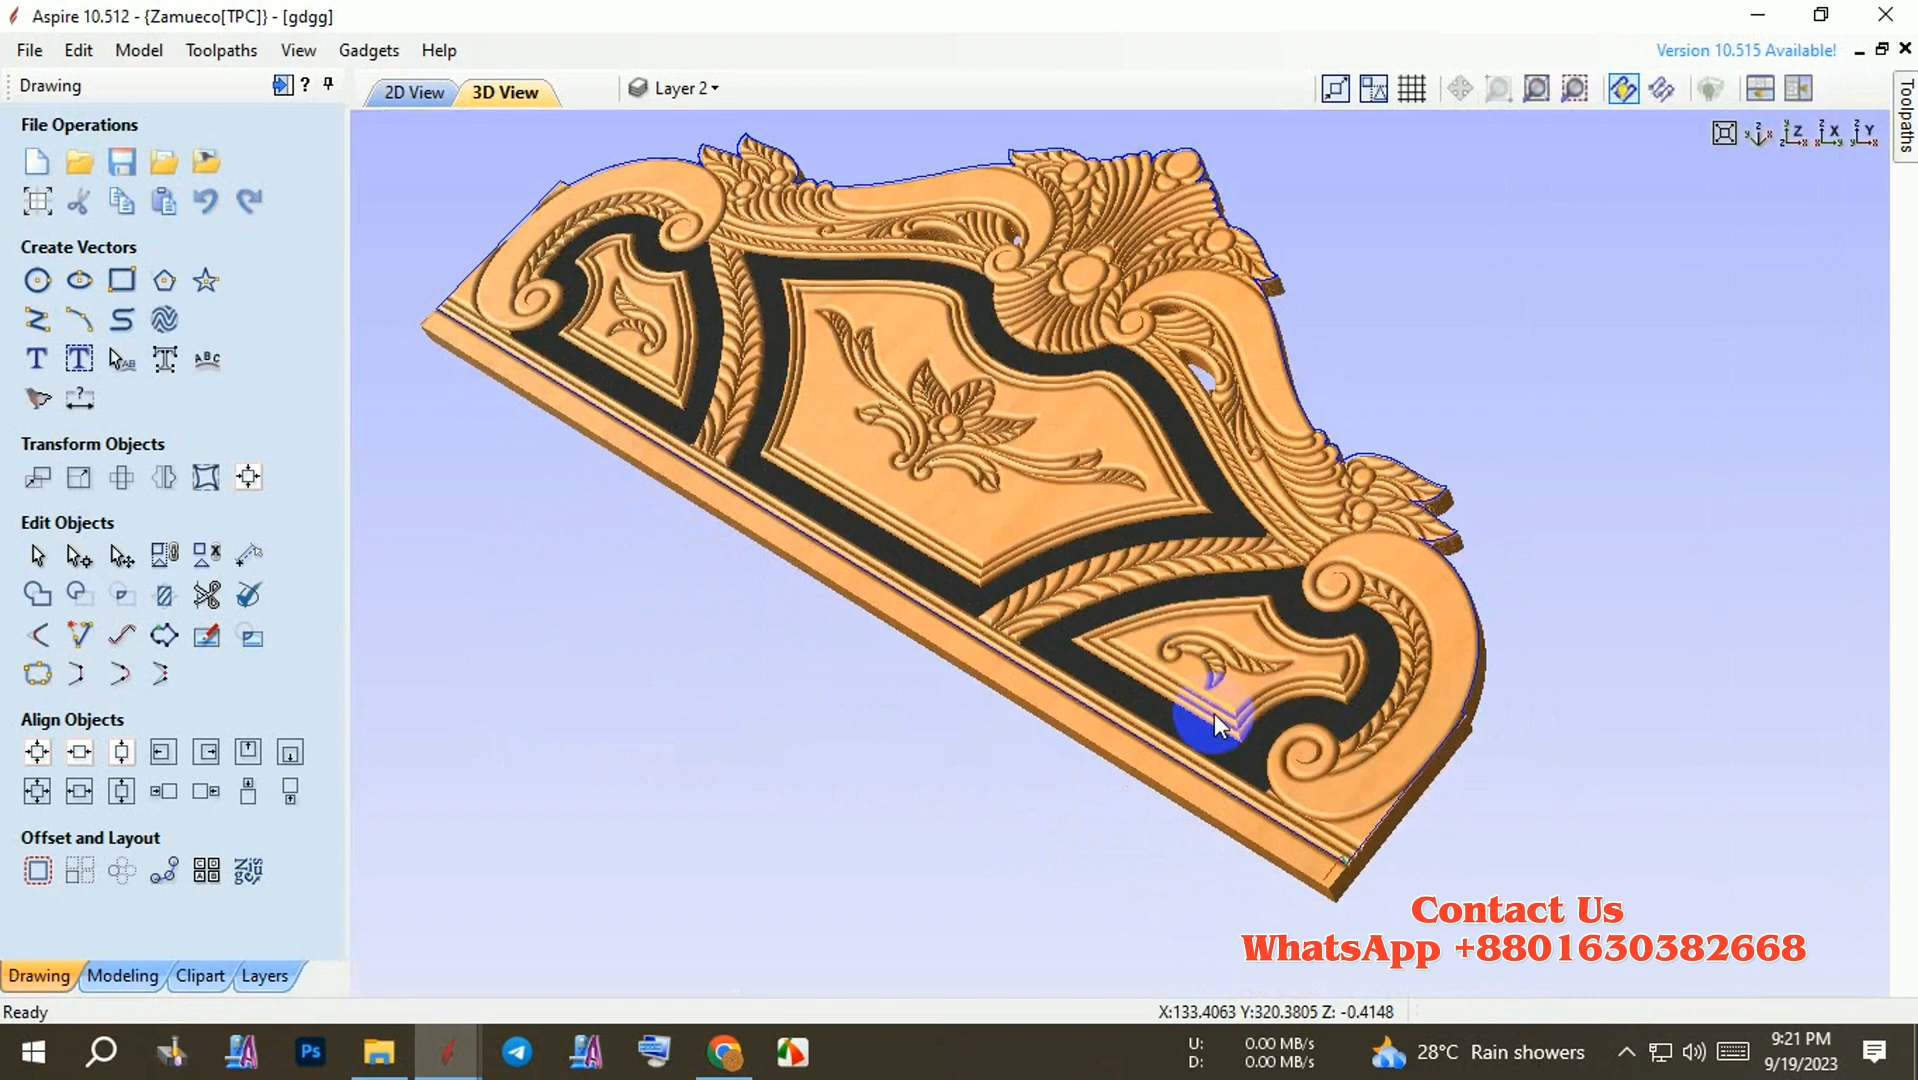 Aspire 10.512 - {Zamueco[TPC]} - [gdgg]
File Edit Model Toolpaths View Gadgets Help
Version 10.515 Available!
Drawing
2D View
3D View
Layer 2
Toolpaths
File Operations
Create Vectors
Transform Objects
Edit Objects
Align Objects
Offset and Layout
Contact Us
WhatsApp +8801630382668
Drawing Modeling Clipart Layers
Ready
X:133.4063 Y:320.3805 Z: -0.4148
U: 0.00 MB/s
D: 0.00 MB/s
28°C Rain showers
9:21 PM
9/19/2023